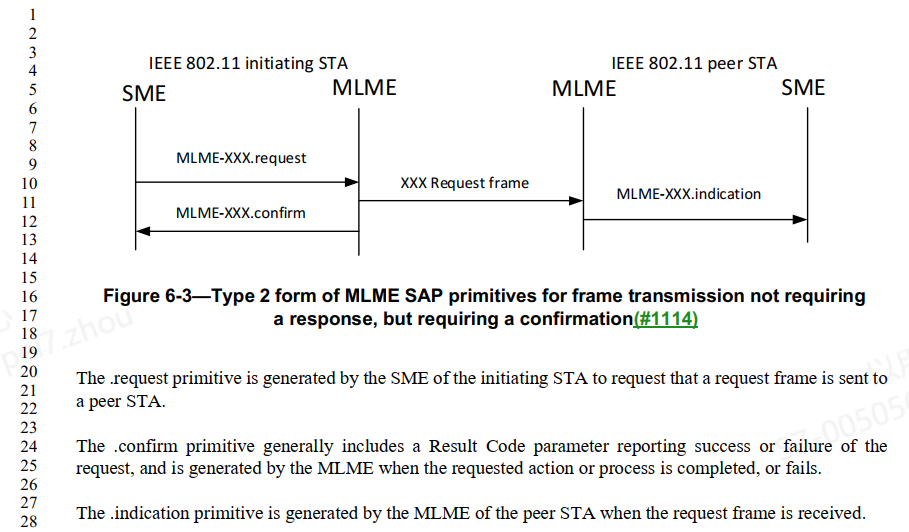 1
2
3
4
5
6
7
8
9
10
11
12
13
14
15
16
17
18
19
20
21
22
23
24
25
26
27
28
IEEE 802.11 initiating STA
IEEE 802.11 peer STA
SME
MLME
MLME
SME
MLME-XXX.request
XXX Request frame
MLME-XXX.indication
MLME-XXX.confirm
Figure 6-3—Type 2 form of MLME SAP primitives for frame transmission not requiring
a response, but requiring a confirmation(#1114)
The .request primitive is generated by the SME of the initiating STA to request that a request frame is sent to
a peer STA.
The .confirm primitive generally includes a Result Code parameter reporting success or failure of the
request, and is generated by the MLME when the requested action or process is completed, or fails.
The .indication primitive is generated by the MLME of the peer STA when the request frame is received.